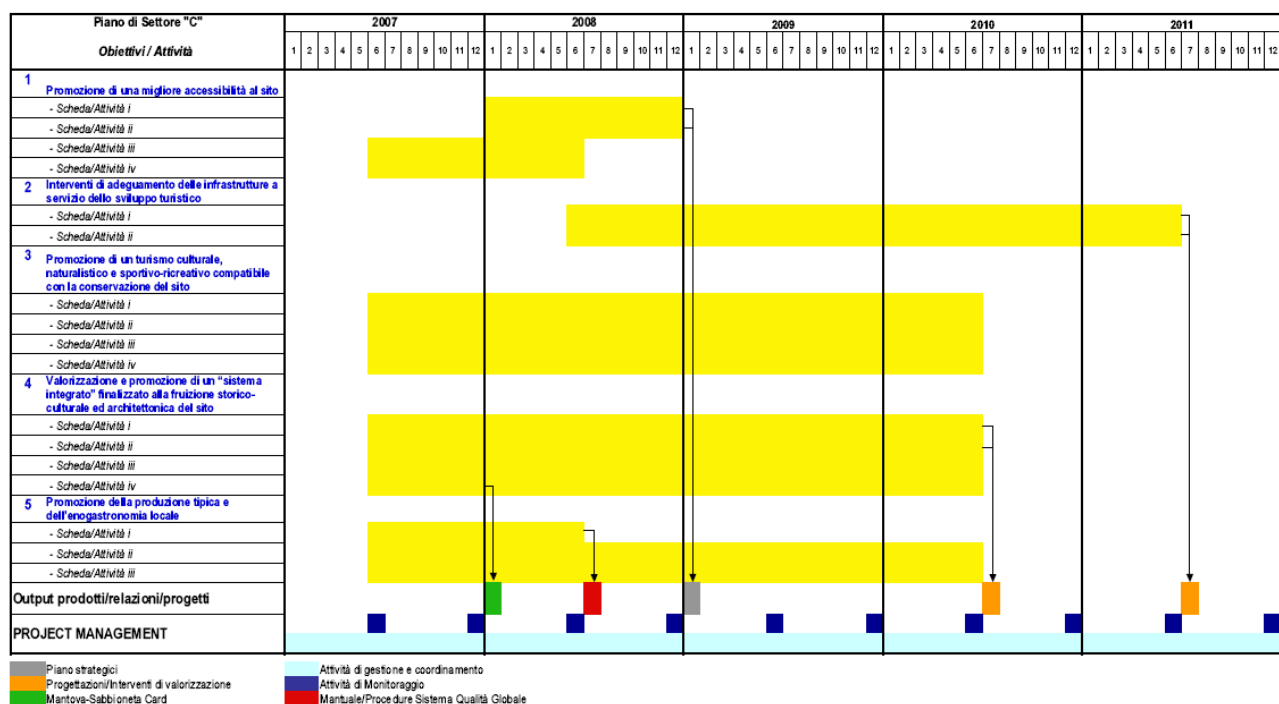 Piano di Settore "C"
2007 2008 2009 2010 2011
Obiettivi / Attività
1 2 3 4 5 6 7 8 9 10 11 12 1 2 3 4 5 6 7 8 9 10 11 12 1 2 3 4 5 6 7 8 9 10 11 12 1 2 3 4 5 6 7 8 9 10 11 12 1 2 3 4 5 6 7 8 9 10 11 12
1
Promozione di una migliore accessibilità al sito
- Scheda/Attività i
- Scheda/Attività ii
- Scheda/Attività iii
- Scheda/Attività iv
2 Interventi di adeguamento delle infrastrutture a
servizio dello sviluppo turistico
- Scheda/Attività i
- Scheda/Attività ii
3 Promozione di un turismo culturale,
naturalistico e sportivo-ricreativo compatibile
con la conservazione del sito
- Scheda/Attività i
- Scheda/Attività ii
- Scheda/Attività iii
- Scheda/Attività iv
4 Valorizzazione e promozione di un "sistema
integrato" finalizzato alla fruizione storico-
culturale ed architettonica del sito
- Scheda/Attività i
- Scheda/Attività ii
- Scheda/Attività iii
- Scheda/Attività iv
5 Promozione della produzione tipica e
dell'enogastronomia locale
- Scheda/Attività i
- Scheda/Attività ii
- Scheda/Attività iii
Output prodotti/relazioni/progetti
PROJECT MANAGEMENT
Piano strategici
Attività di gestione e coordinamento
Progettazioni/Interventi di valorizzazione
Attività di Monitoraggio
Mantova-Sabbioneta Card
Mantuale/Procedure Sistema Qualità Globale